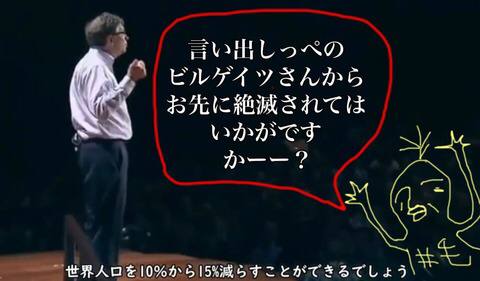 言い出しっぺの
ビルゲイツさんから
お先に絶滅されては
いかがです
かーー？
世界人口を10%から15%減らすことができるでしょう